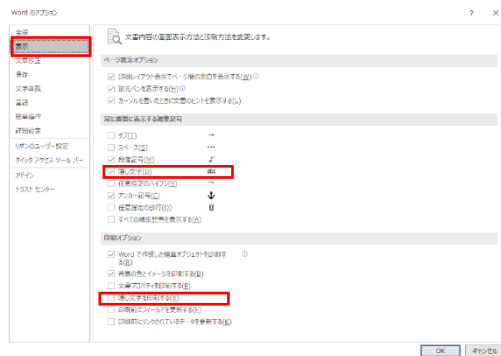 Word のオプション
? ×
全般
表示
文章校正
保存
文字体裁
言語
簡単操作
詳細設定
リボンのユーザー設定
クイック アクセス ツール バー
アドイン
トラスト センター
文書内容の画面表示方法と印刷方法を変更します。
ページ表示オプション
印刷レイアウト表示でページ間の余白を表示する(W)
蛍光ペンを表示する(H)
カーソルを置いたときに文書のヒントを表示する(L)
常に画面に表示する編集記号
タブ(T) →
スペース(S) ···
段落記号(M)
隠し文字(D) abc
任意指定のハイフン(Y) ¬
アンカー記号(C)
任意指定の改行(O)
すべての編集記号を表示する(A)
印刷オプション
Word で作成した描画オブジェクトを印刷す
る(R)
背景の色とイメージを印刷する(B)
文書プロパティを印刷する(P)
隠し文字を印刷する(X)
印刷前にフィールドを更新する(F)
印刷前にリンクされているデータを更新する(K)
OK キャンセル